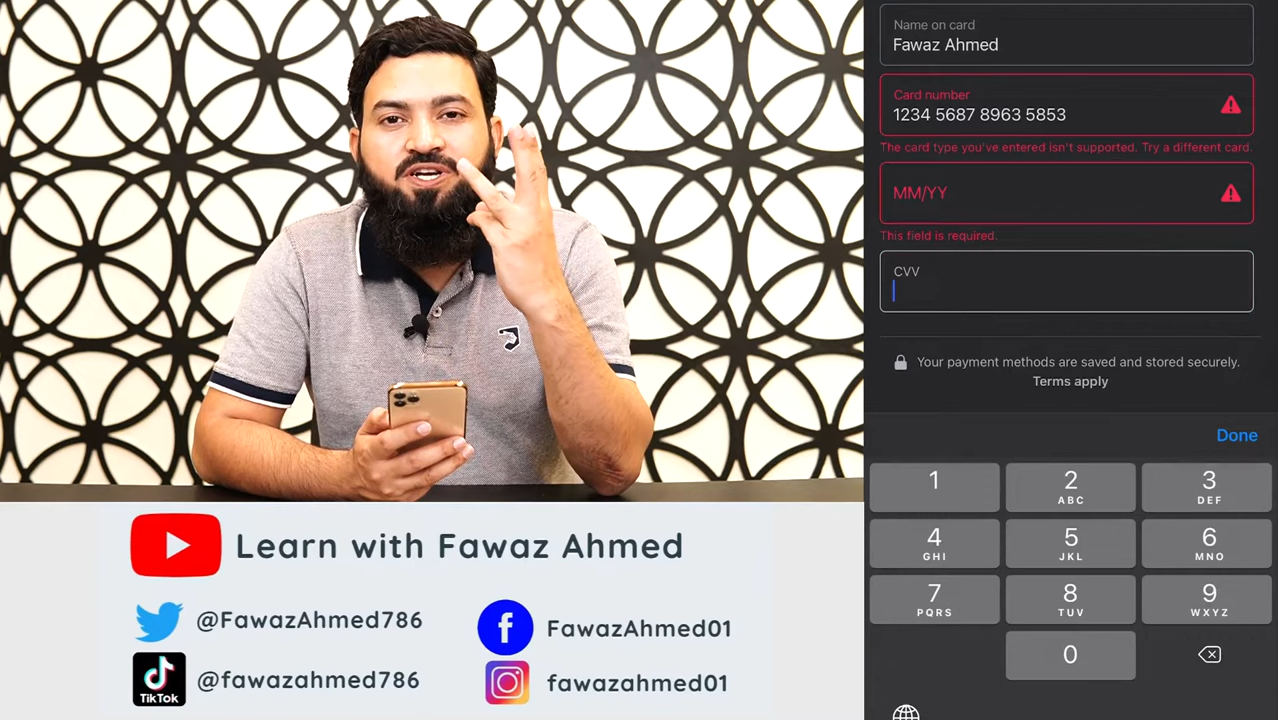 Name on card
Fawaz Ahmed
Card number
1234 5687 8963 5853
The card type you've entered isn't supported. Try a different card.
MM/YY
This field is required.
CVV
Your payment methods are saved and stored securely.
Terms apply
Done
1
2
ABC
3
DEF
4
GHI
5
JKL
6
MNO
7
PQRS
8
TUV
9
WXYZ
0
Learn with Fawaz Ahmed
@FawazAhmed786
f FawazAhmed01
TikTok
@fawazahmed786
fawazahmed01